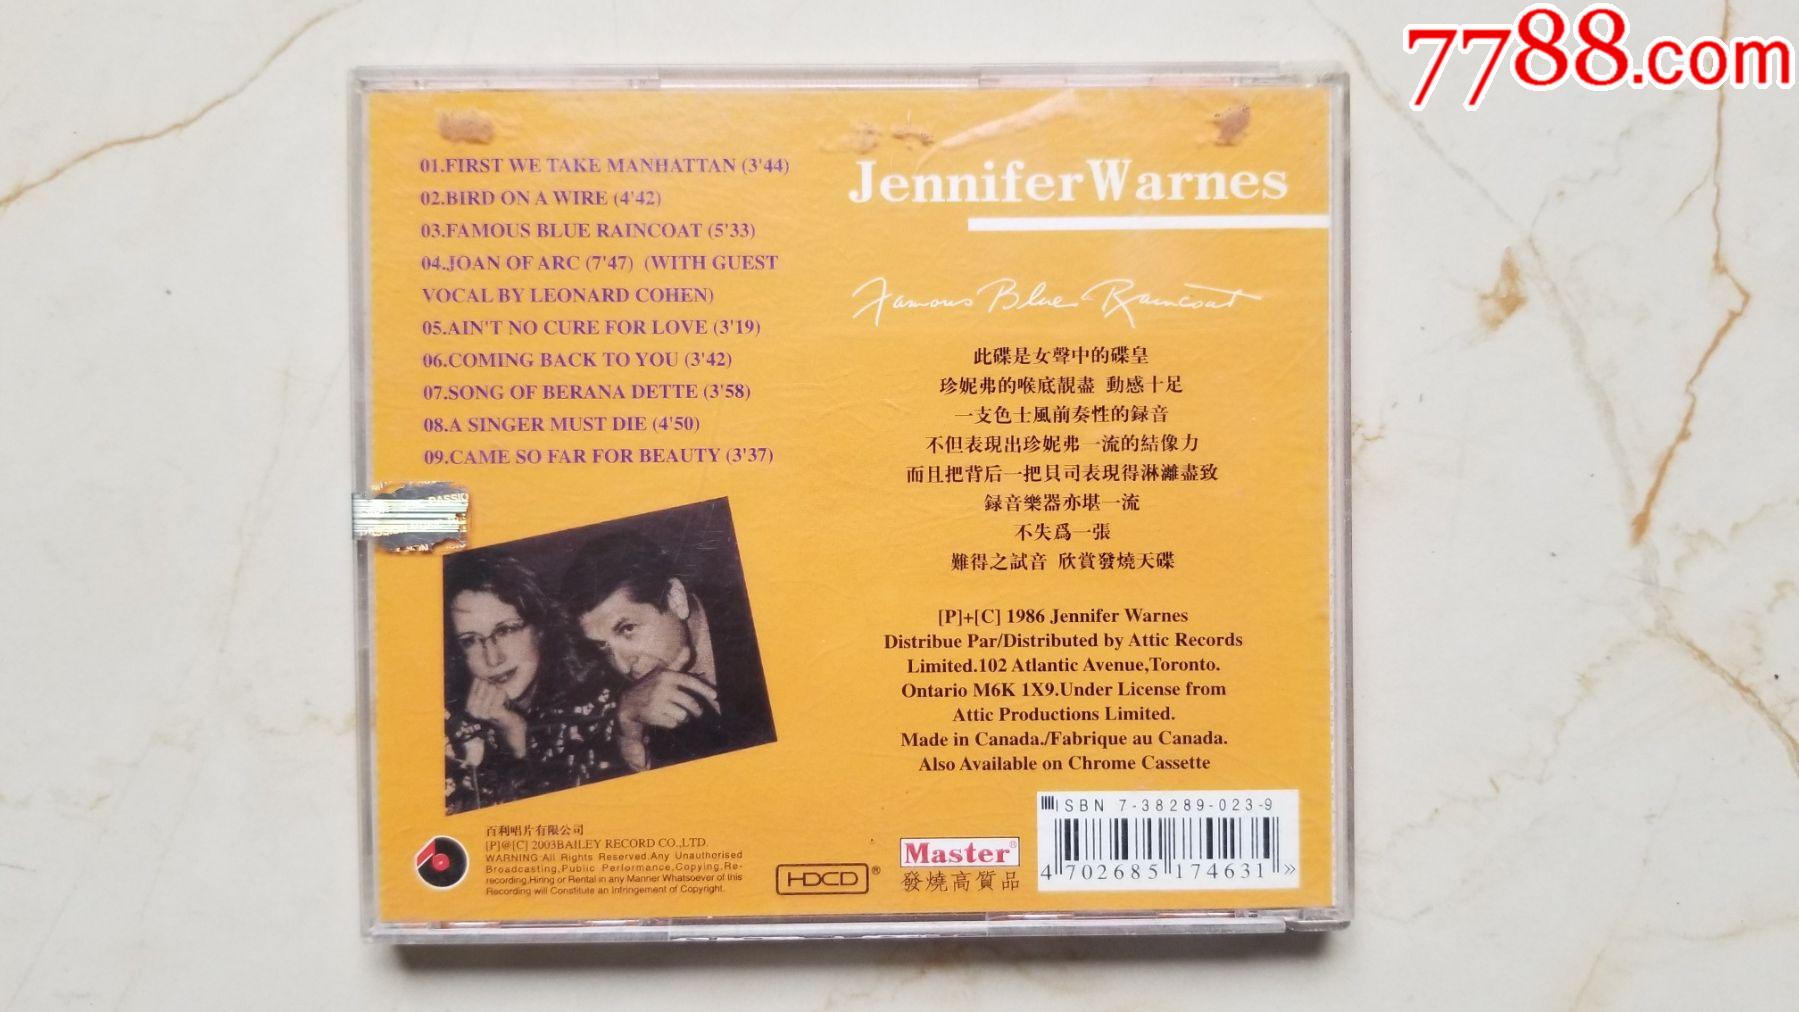 7788.com
01.FIRST WE TAKE MANHATTAN (3'44)
02.BIRD ON A WIRE (4'42)
03.FAMOUS BLUE RAINCOAT (5'33)
04.JOAN OF ARC (7'47) (WITH GUEST
VOCAL BY LEONARD COHEN)
05.AIN'T NO CURE FOR LOVE (3'19)
06.COMING BACK TO YOU (3'42)
07.SONG OF BERANA DETTE (3'58)
08.A SINGER MUST DIE (4'50)
09.CAME SO FAR FOR BEAUTY (3'37)
Jennifer Warnes
Famous Blue Raincoat
此碟是女聲中的碟皇
珍妮弗的喉底靚盡 動感十足
一支色士風前奏性的録音
不但表現出珍妮弗一流的結像力
而且把背后一把貝司表現得淋灕盡致
録音樂器亦堪一流
不失爲一張
難得之試音 欣賞發燒天碟
[P]+[C] 1986 Jennifer Warnes
Distribue Par/Distributed by Attic Records
Limited.102 Atlantic Avenue,Toronto.
Ontario M6K 1X9.Under License from
Attic Productions Limited.
Made in Canada./Fabrique au Canada.
Also Available on Chrome Cassette
百利唱片有限公司
[P]@[C] 2003BAILEY RECORD CO.,LTD.
WARNING:All Rights Reserved.Any Unauthorised
Broadcasting,Public Performance,Copying,Re-
recording,Hiring or Rental in any Manner Whatsoever of this
Recording will Constitute an Infringement of Copyright.
HDCD®
Master®
發燒高質品
ISBN 7-38289-023-9
4 702685 174631 »